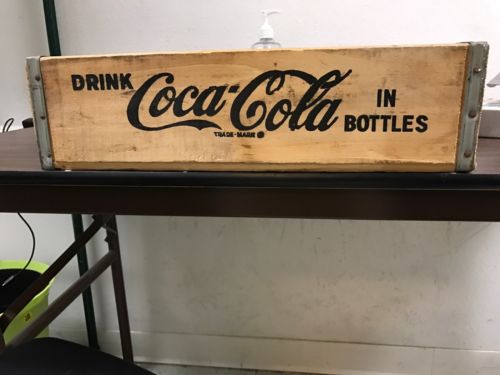 DRINK Coca-Cola IN
BOTTLES
TRADE-MARK ®